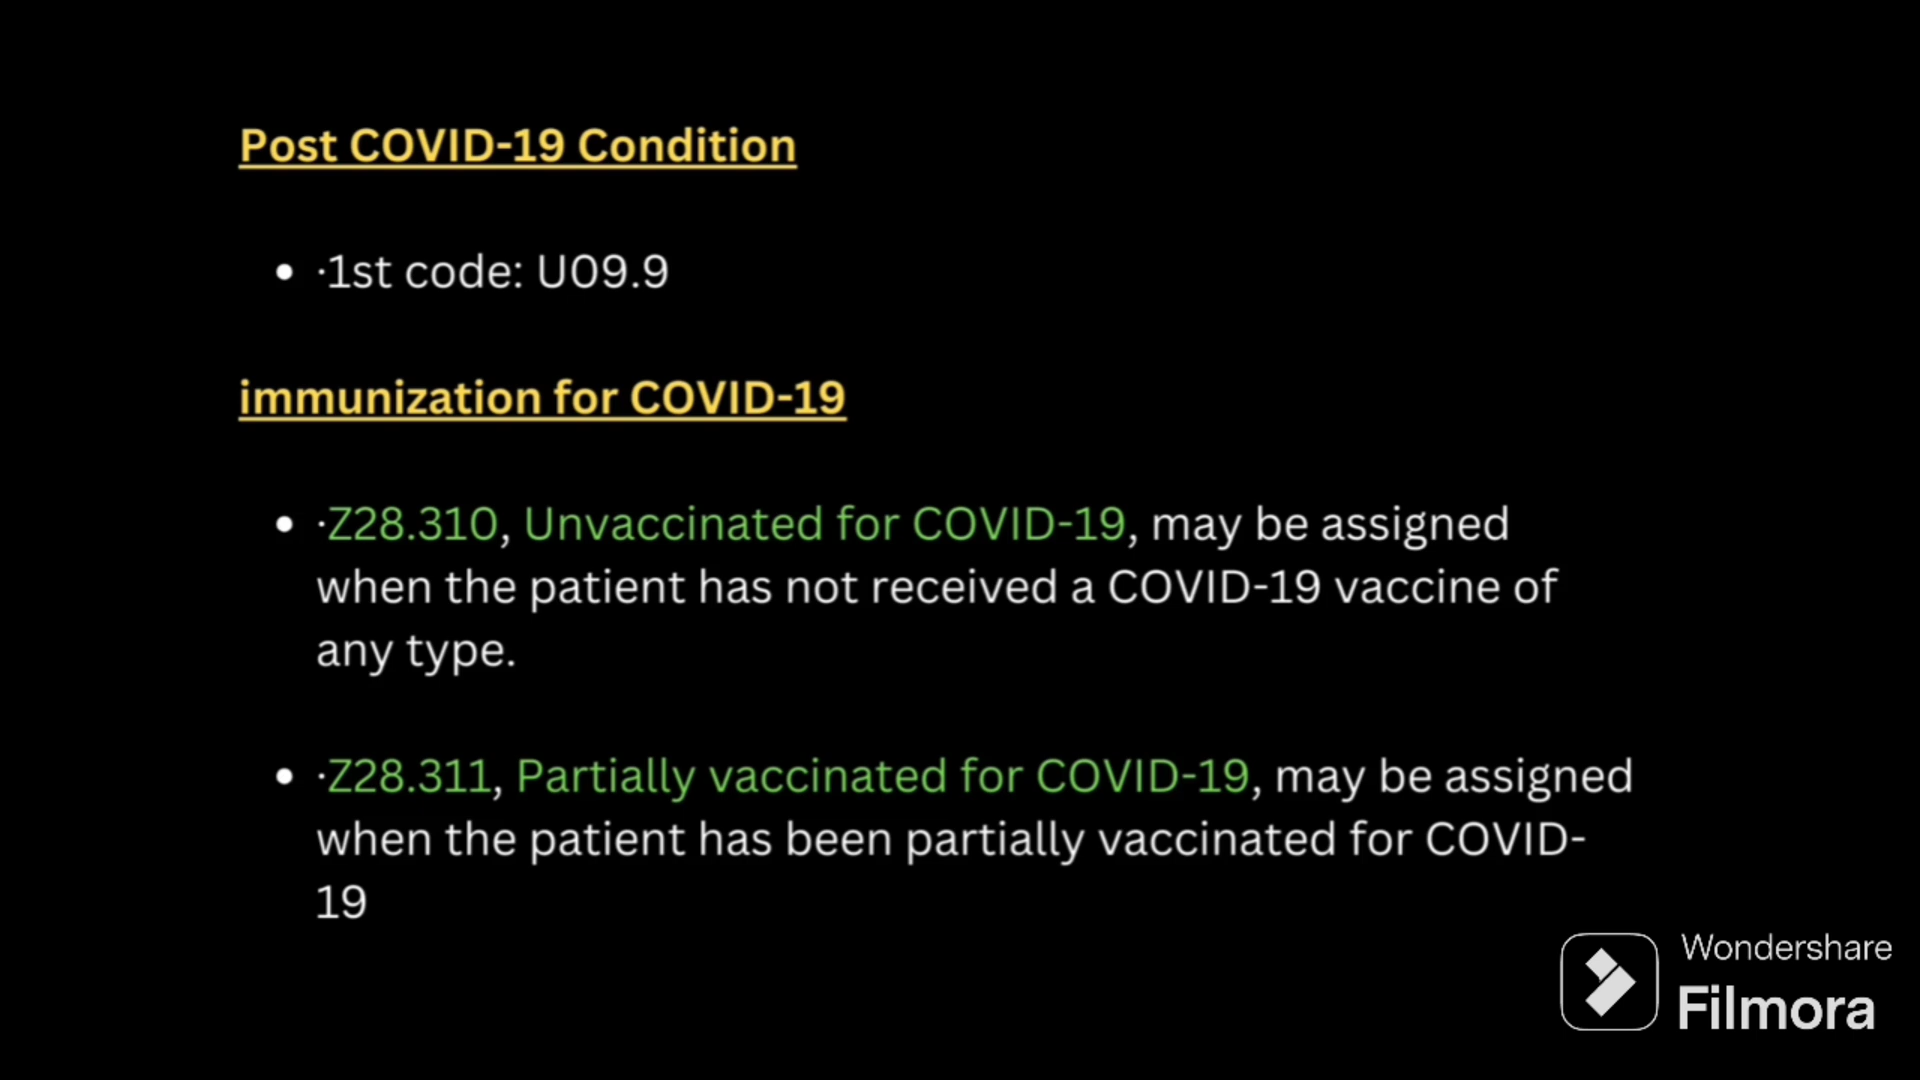 Post COVID-19 Condition
• ·1st code: U09.9
immunization for COVID-19
• ·Z28.310, Unvaccinated for COVID-19, may be assigned
when the patient has not received a COVID-19 vaccine of
any type.
• ·Z28.311, Partially vaccinated for COVID-19, may be assigned
when the patient has been partially vaccinated for COVID-
19
Wondershare
Filmora